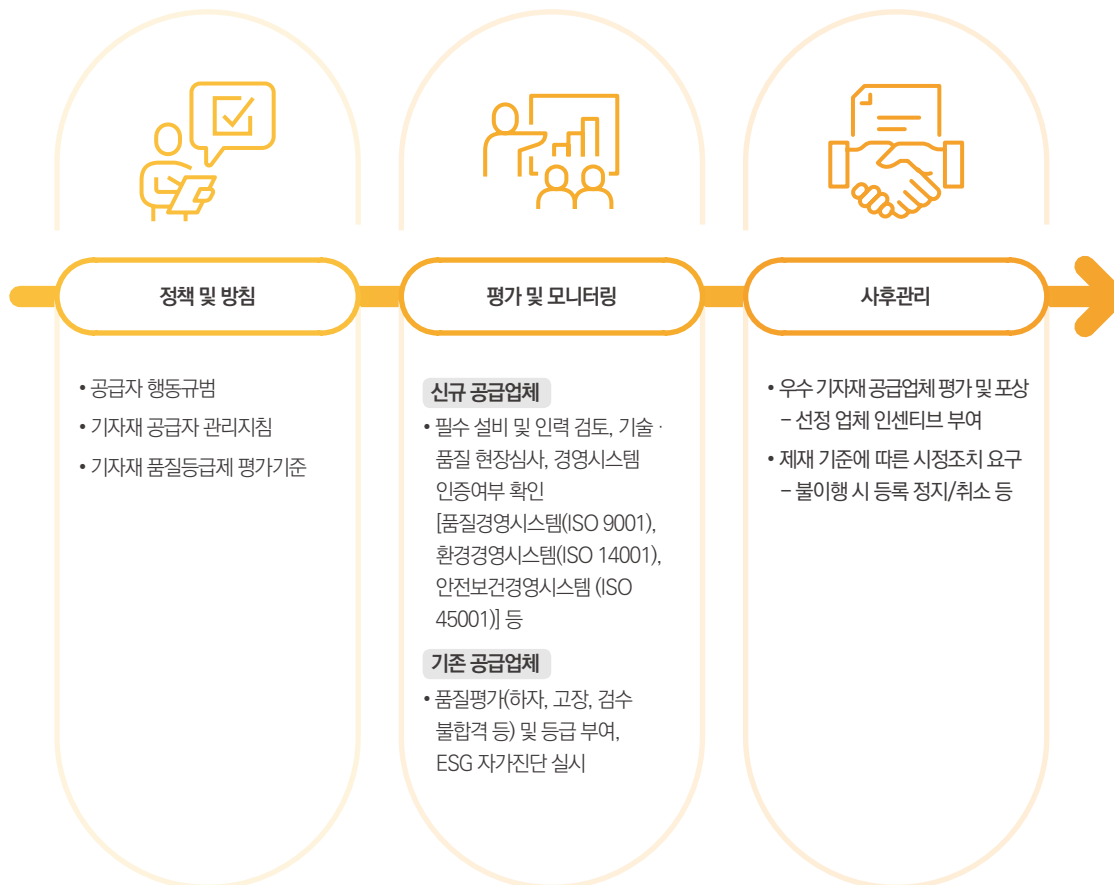 정책 및 방침
• 공급자 행동규범
• 기자재 공급자 관리지침
• 기자재 품질등급제 평가기준
평가 및 모니터링
신규 공급업체
• 필수 설비 및 인력 검토, 기술 ·
품질 현장심사, 경영시스템
인증여부 확인
[품질경영시스템(ISO 9001),
환경경영시스템(ISO 14001),
안전보건경영시스템 (ISO
45001)] 등
기존 공급업체
• 품질평가(하자, 고장, 검수
불합격 등) 및 등급 부여,
ESG 자가진단 실시
사후관리
• 우수 기자재 공급업체 평가 및 포상
– 선정 업체 인센티브 부여
• 제재 기준에 따른 시정조치 요구
– 불이행 시 등록 정지/취소 등